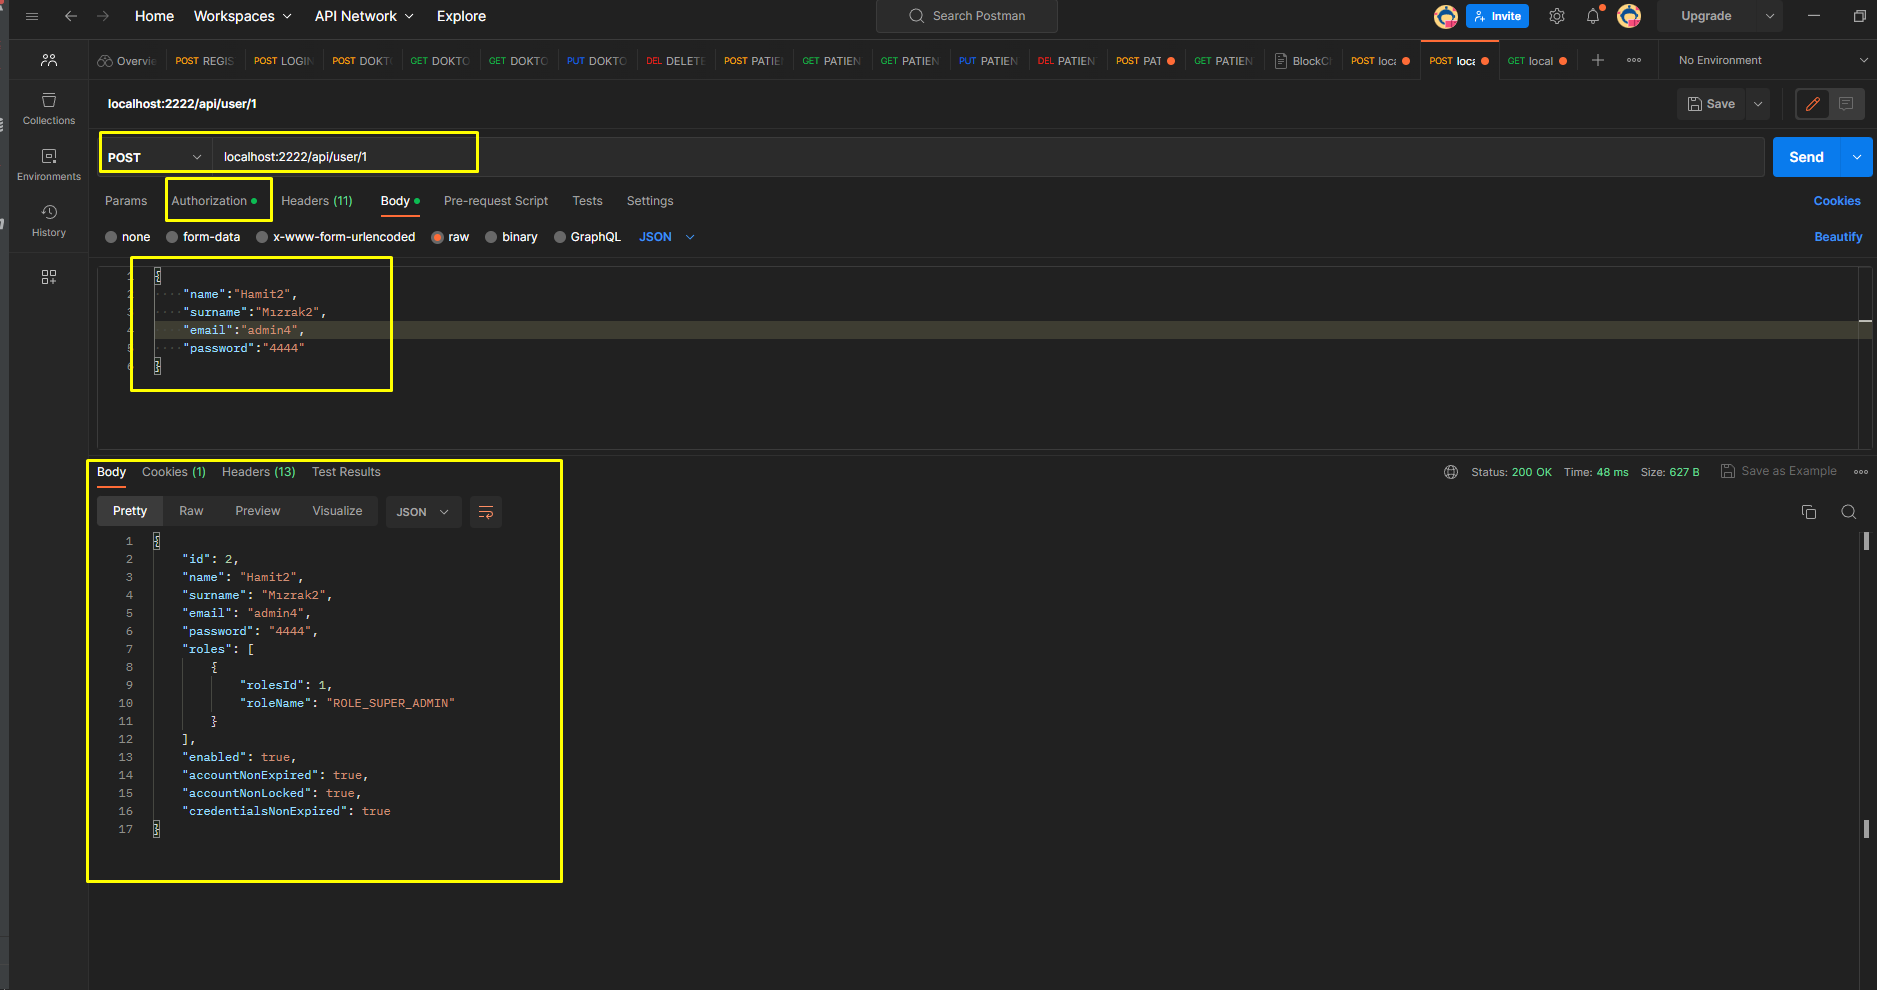 Home Workspaces API Network Explore Search Postman Invite Upgrade
Overvie POST REGIS POST LOGIN POST DOKT GET DOKTO GET DOKTO PUT DOKTO DEL DELETE POST PATIE GET PATIEN GET PATIEN PUT PATIEN DEL PATIEN POST PAT GET PATIEN BlockC POST loca POST loca GET local No Environment
Collections
Environments
History
localhost:2222/api/user/1 Save
POST localhost:2222/api/user/1 Send
Params Authorization Headers (11) Body Pre-request Script Tests Settings Cookies
none form-data x-www-form-urlencoded raw binary GraphQL JSON Beautify
1 {
2 "name":"Hamit2",
3 "surname":"Mızrak2",
4 "email":"admin4",
5 "password":"4444"
6 }
Body Cookies (1) Headers (13) Test Results Status: 200 OK Time: 48 ms Size: 627 B Save as Example
Pretty Raw Preview Visualize JSON
1 {
2 "id": 2,
3 "name": "Hamit2",
4 "surname": "Mızrak2",
5 "email": "admin4",
6 "password": "4444",
7 "roles": [
8 {
9 "rolesId": 1,
10 "roleName": "ROLE_SUPER_ADMIN"
11 }
12 ],
13 "enabled": true,
14 "accountNonExpired": true,
15 "accountNonLocked": true,
16 "credentialsNonExpired": true
17 }